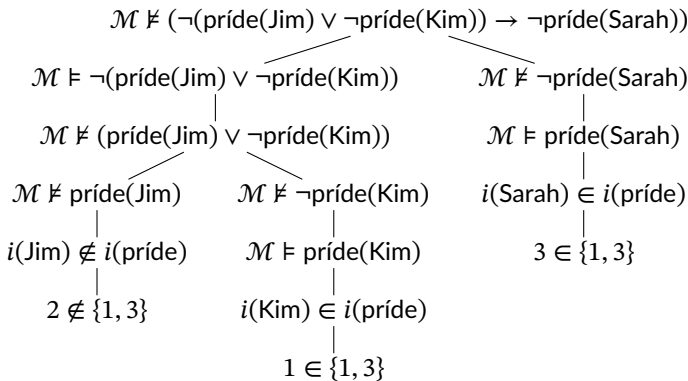 ℳ ⊭ (¬(príde(Jim) ∨ ¬príde(Kim)) → ¬príde(Sarah))
ℳ ⊨ ¬(príde(Jim) ∨ ¬príde(Kim)) ℳ ⊭ ¬príde(Sarah)
ℳ ⊭ (príde(Jim) ∨ ¬príde(Kim)) ℳ ⊨ príde(Sarah)
ℳ ⊭ príde(Jim) ℳ ⊭ ¬príde(Kim) i(Sarah) ∈ i(príde)
i(Jim) ∉ i(príde) ℳ ⊨ príde(Kim) 3 ∈ {1, 3}
2 ∉ {1, 3} i(Kim) ∈ i(príde)
1 ∈ {1, 3}